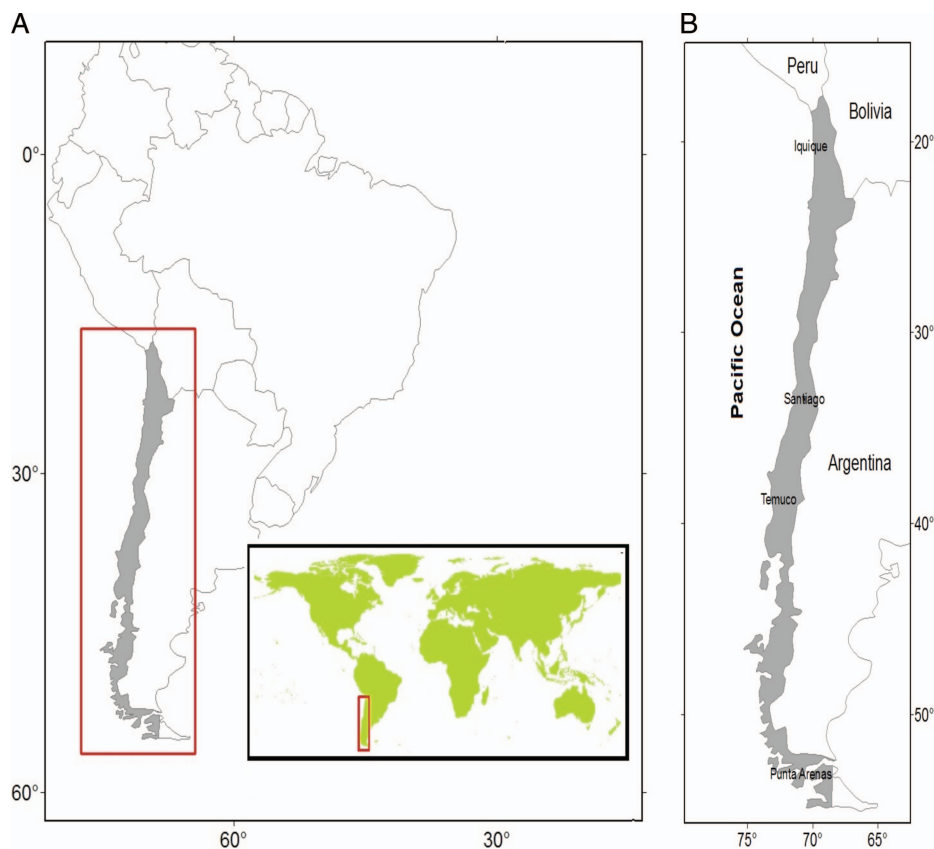 A
0°
30°
60°
60°
30°
B
Peru
Bolivia
Iquique
20°
Pacific Ocean
30°
Santiago
Argentina
Temuco
40°
50°
Punta Arenas
75°
70°
65°